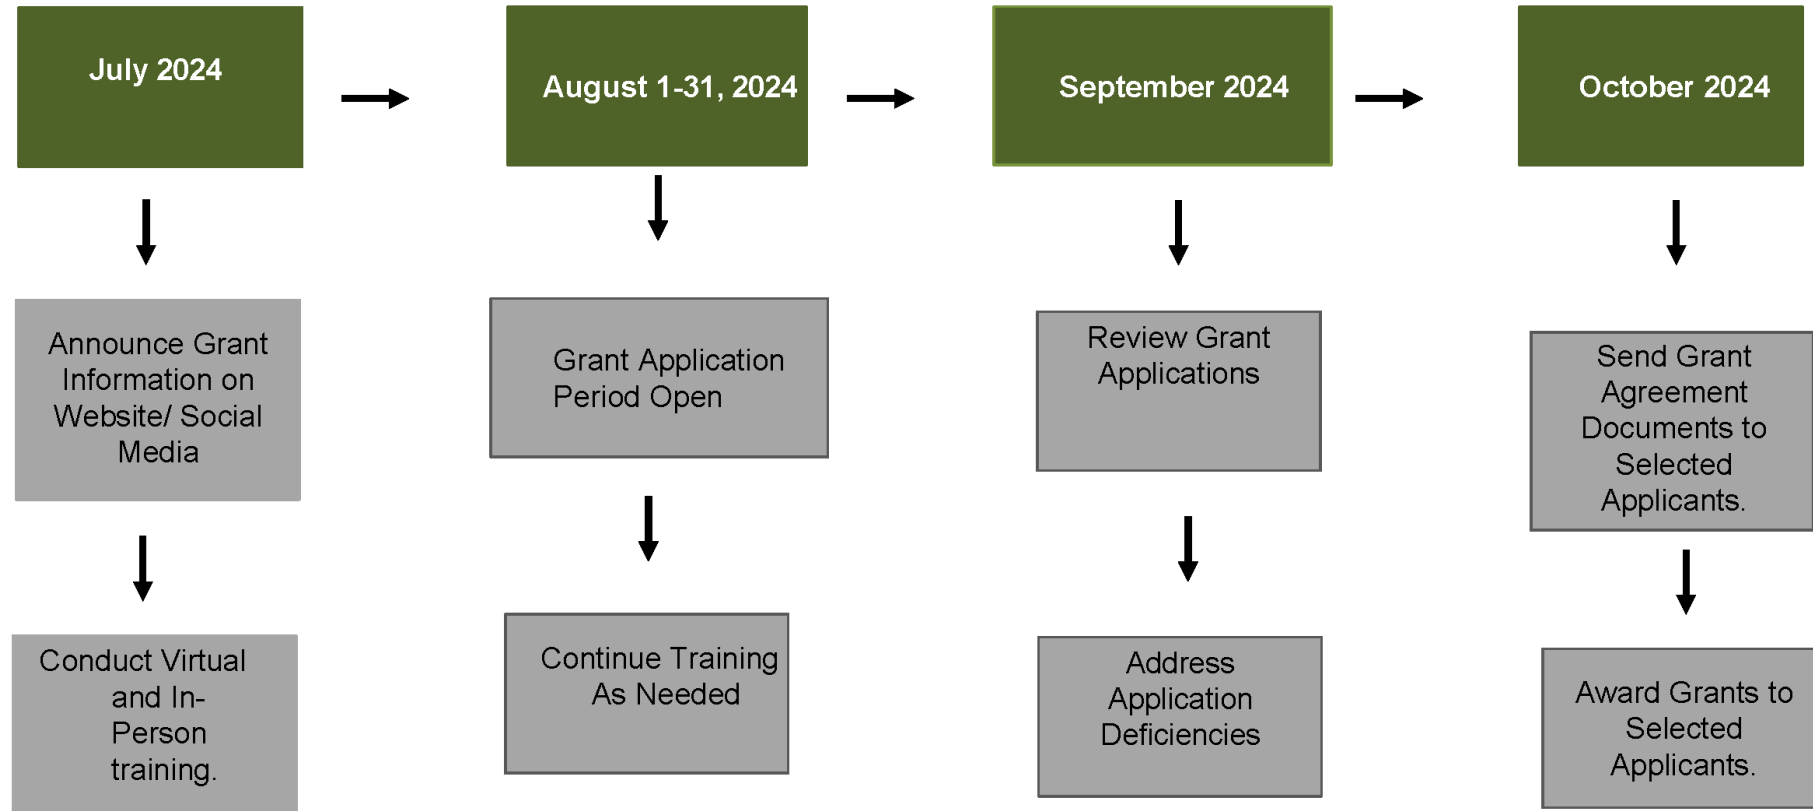 July 2024
August 1-31, 2024
September 2024
October 2024
Announce Grant
Information on
Website/ Social
Media
Grant Application
Period Open
Review Grant
Applications
Send Grant
Agreement
Documents to
Selected
Applicants.
Conduct Virtual
and In-
Person
training.
Continue Training
As Needed
Address
Application
Deficiencies
Award Grants to
Selected
Applicants.